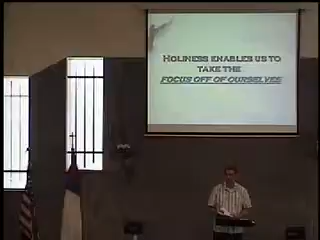 HOLINESS ENABLES US TO
TAKE THE
FOCUS OFF OF OURSELVES